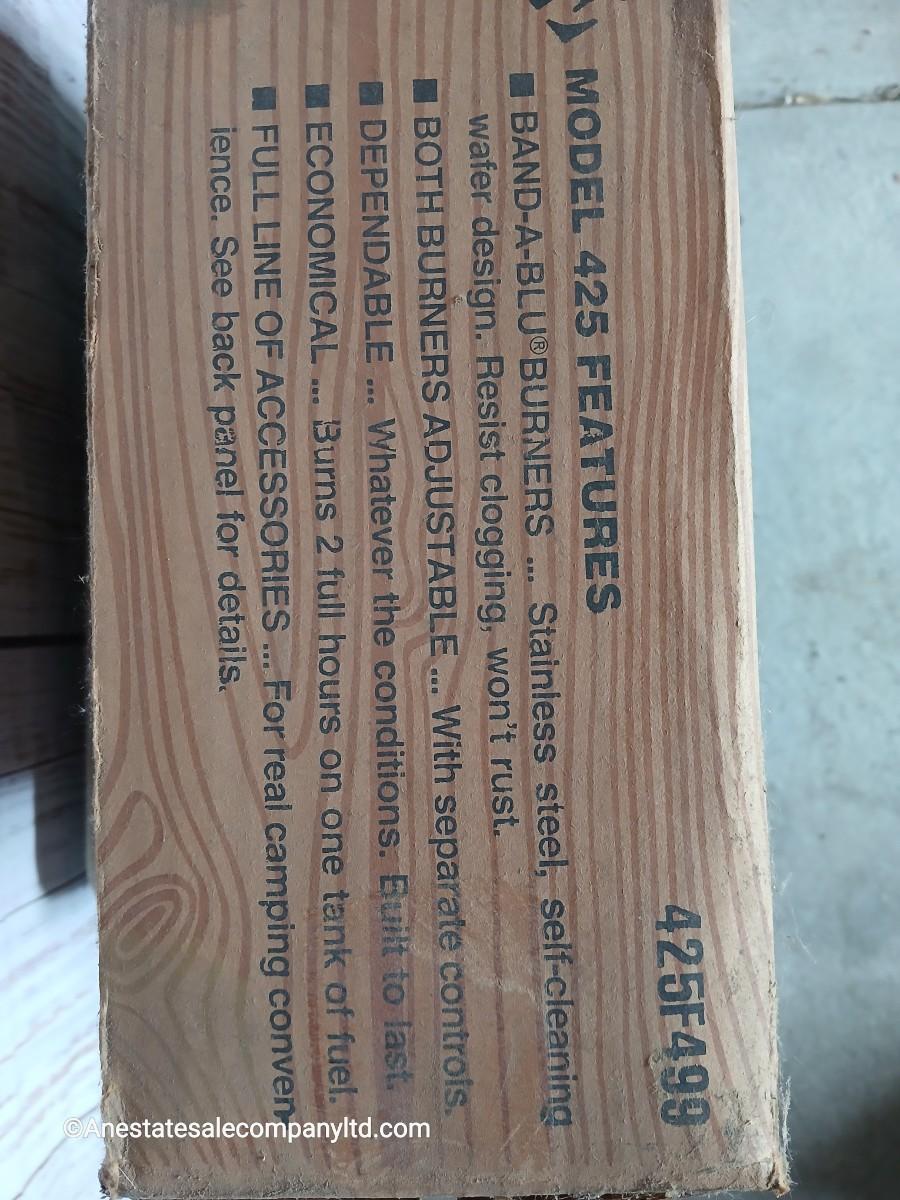 425F499
MODEL 425 FEATURES
■ BAND-A-BLU® BURNERS ... Stainless steel, self-cleaning
wafer design. Resist clogging, won't rust.
■ BOTH BURNERS ADJUSTABLE ... With separate controls.
■ DEPENDABLE ... Whatever the conditions. Built to last.
■ ECONOMICAL ... Burns 2 full hours on one tank of fuel.
■ FULL LINE OF ACCESSORIES ... For real camping conven-
ience. See back panel for details.
©Anestatesalecompanyltd.com